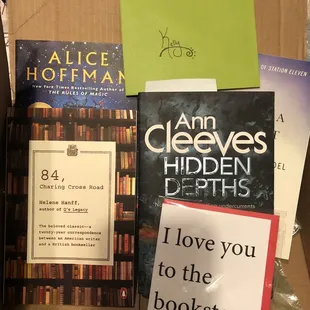 ALICE
HOFFMAN
New York Times Bestselling Author of
THE RULES OF MAGIC
84,
Charing Cross Road
Helene Hanff,
author of Q's Legacy
The beloved classic—a
twenty-year correspondence
between an American writer
and a British bookseller
Ann
Cleeves
HIDDEN
DEPTHS
STATION ELEVEN
A
DEL
I love you
to the
books